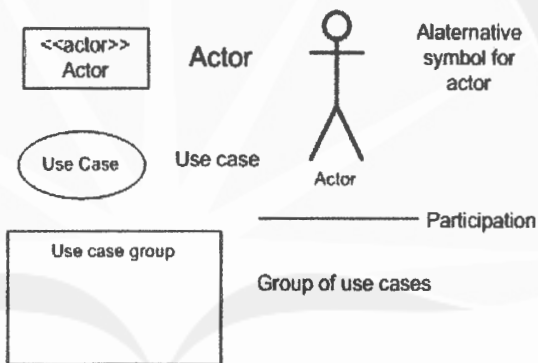 <<actor>>
Actor
Actor
Alaternative
symbol for
actor
Actor
Use Case
Use case
Participation
Use case group
Group of use cases